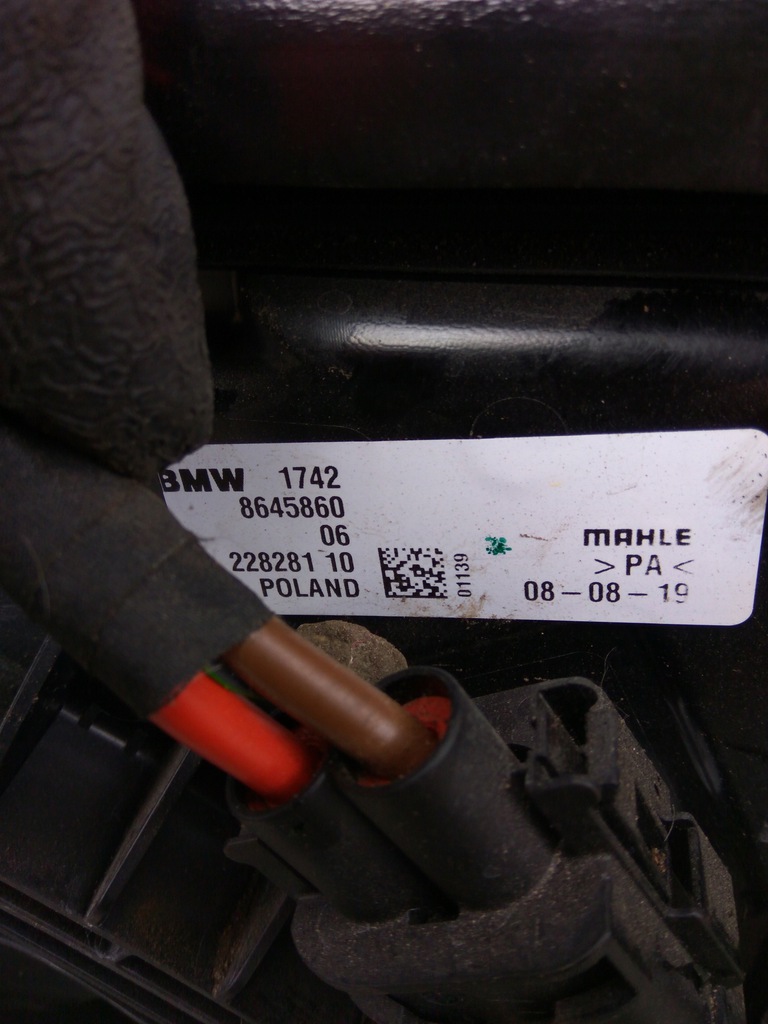 BMW 1742
8645860
06
228281 10
POLAND
01139
MAHLE
> PA <
08-08-19